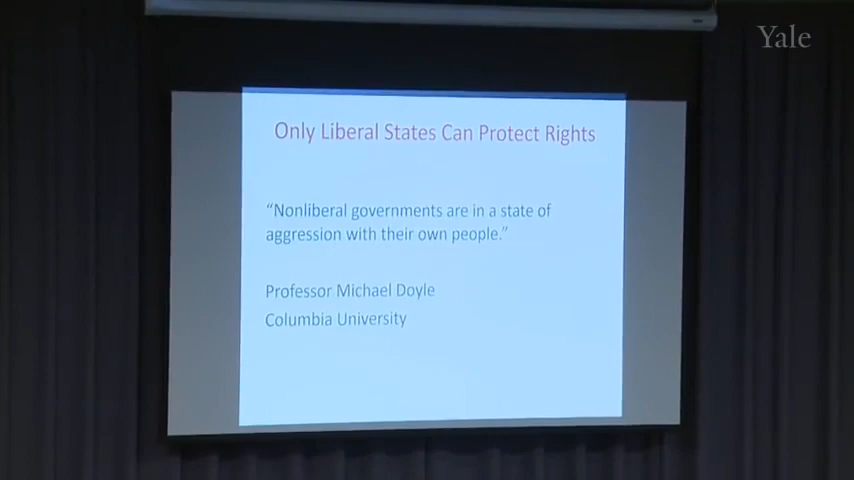 Yale
Only Liberal States Can Protect Rights
“Nonliberal governments are in a state of
aggression with their own people.”
Professor Michael Doyle
Columbia University